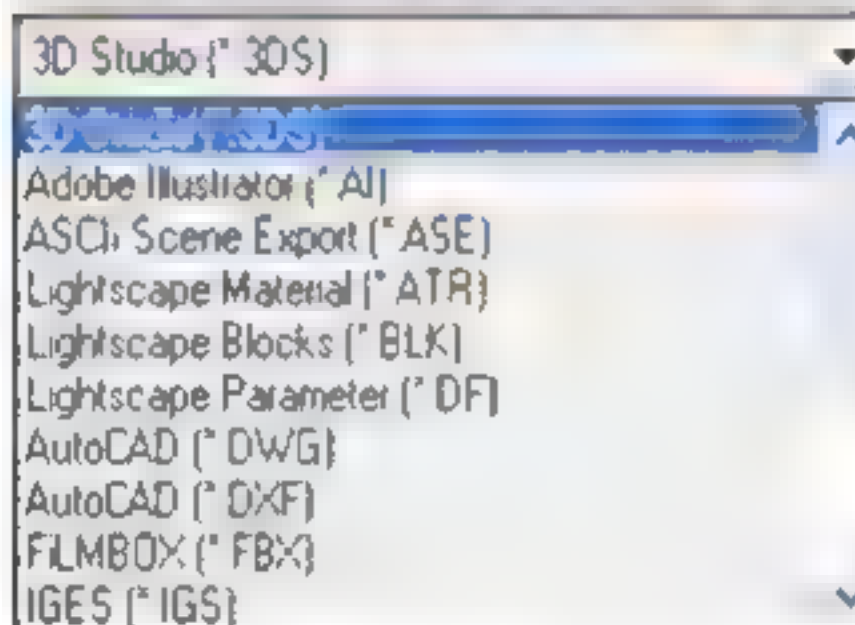 3D Studio (*.3DS)
Adobe Illustrator (*.AI)
ASCII Scene Export (*.ASE)
Lightscape Material (*.ATR)
Lightscape Blocks (*.BLK)
Lightscape Parameter (*.DF)
AutoCAD (*.DWG)
AutoCAD (*.DXF)
FiLMBOX (*.FBX)
IGES (*.IGS)